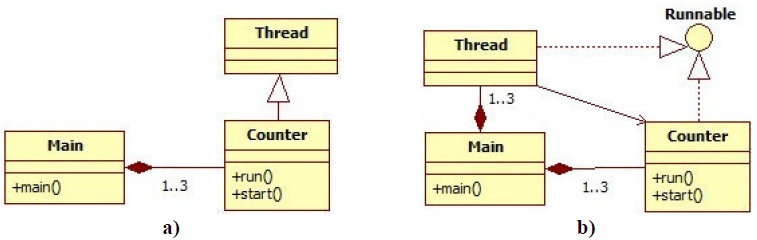 Thread
Counter
+run()
+start()
Main
+main()
1..3
a)
Runnable
Thread
1..3
Main
+main()
1..3
Counter
+run()
+start()
b)